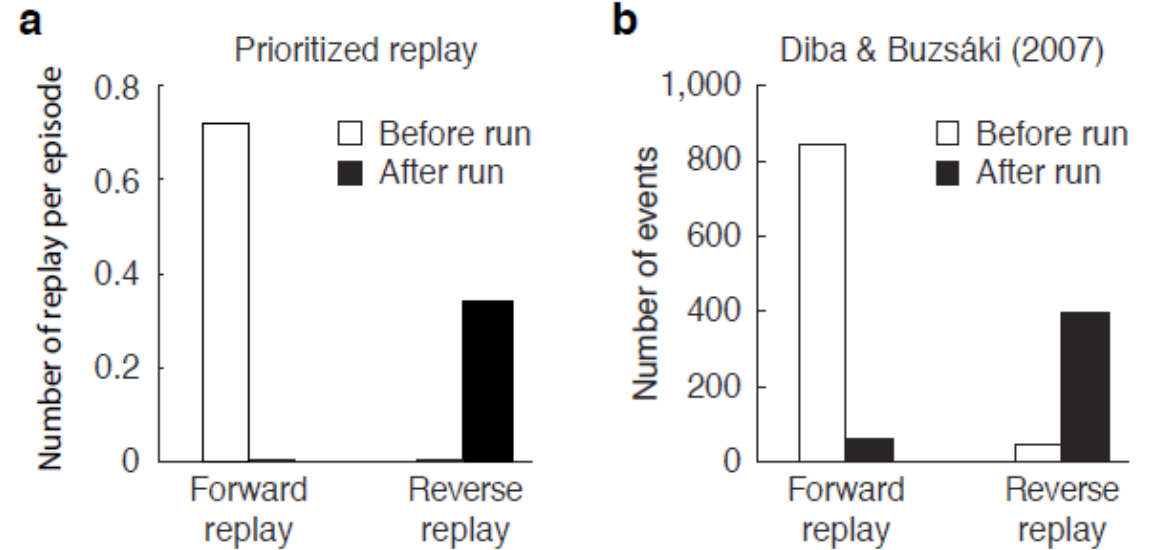 a
Prioritized replay
Number of replay per episode
0.8
0.6
0.4
0.2
0
Before run
After run
Forward
replay
Reverse
replay
b
Diba & Buzsáki (2007)
Number of events
1,000
800
600
400
200
0
Before run
After run
Forward
replay
Reverse
replay